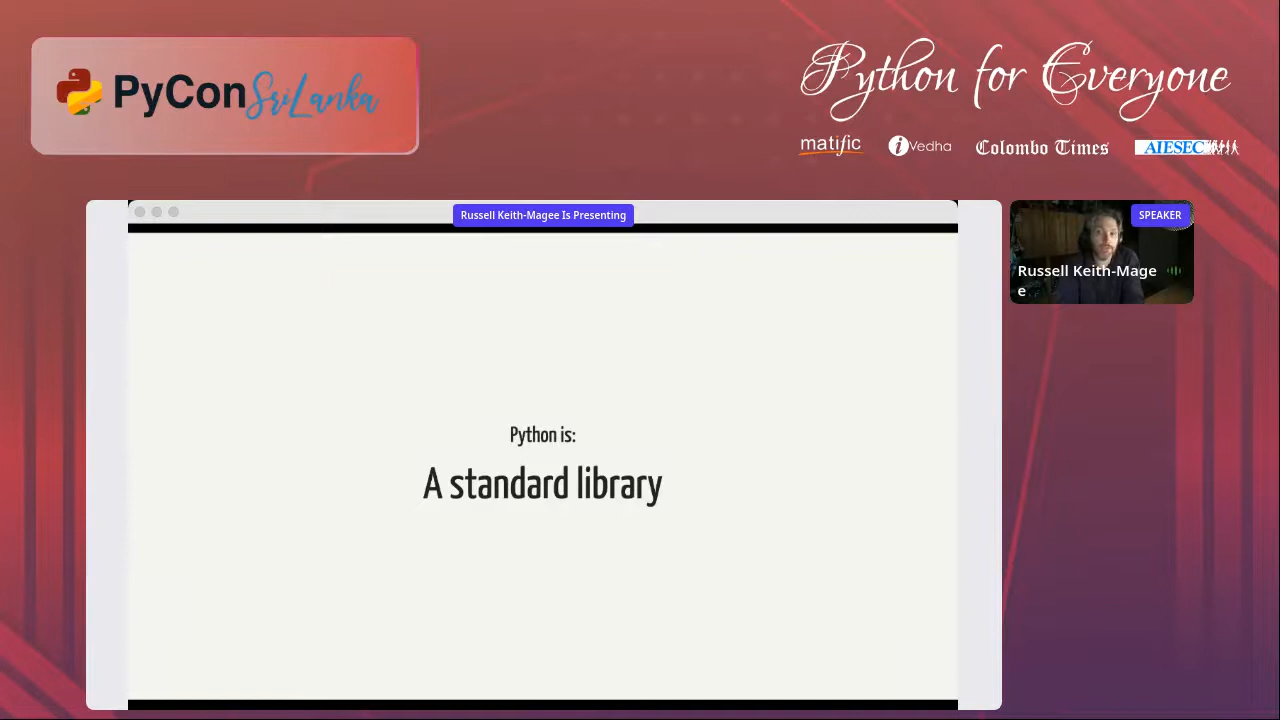 PyCon SriLanka
Python for Everyone
matific
iVedha
Colombo Times
AIESEC
Russell Keith-Magee Is Presenting
SPEAKER
Russell Keith-Mage
e
Python is:
A standard library